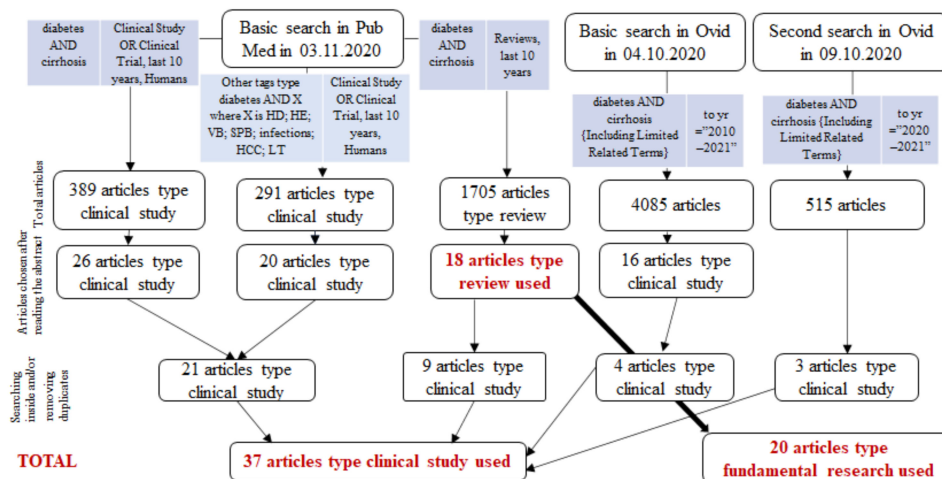 diabetes
AND
cirrhosis
Clinical Study
OR Clinical
Trial, last 10
years, Humans
Basic search in Pub
Med in 03.11.2020
diabetes
AND
cirrhosis
Reviews,
last 10
years
Basic search in Ovid
in 04.10.2020
Second search in Ovid
in 09.10.2020
Other tags type
diabetes AND X
where X is HD; HE;
VB; SPB; infections;
HCC; LT
Clinical Study
OR Clinical
Trial, last 10
years,
Humans
diabetes AND
cirrhosis
{Including
Limited Related
Terms}
to yr
="2010
–2021"
diabetes AND
cirrhosis {Including
Limited Related
Terms}
to yr
="2020
–2021"
Total articles
389 articles type
clinical study
291 articles type
clinical study
1705 articles
type review
4085 articles
515 articles
Articles chosen after
reading the abstract
26 articles type
clinical study
20 articles type
clinical study
18 articles type
review used
16 articles type
clinical study
Searching
inside and/or
removing
duplicates
21 articles type
clinical study
9 articles type
clinical study
4 articles type
clinical study
3 articles type
clinical study
TOTAL
37 articles type clinical study used
20 articles type
fundamental research used